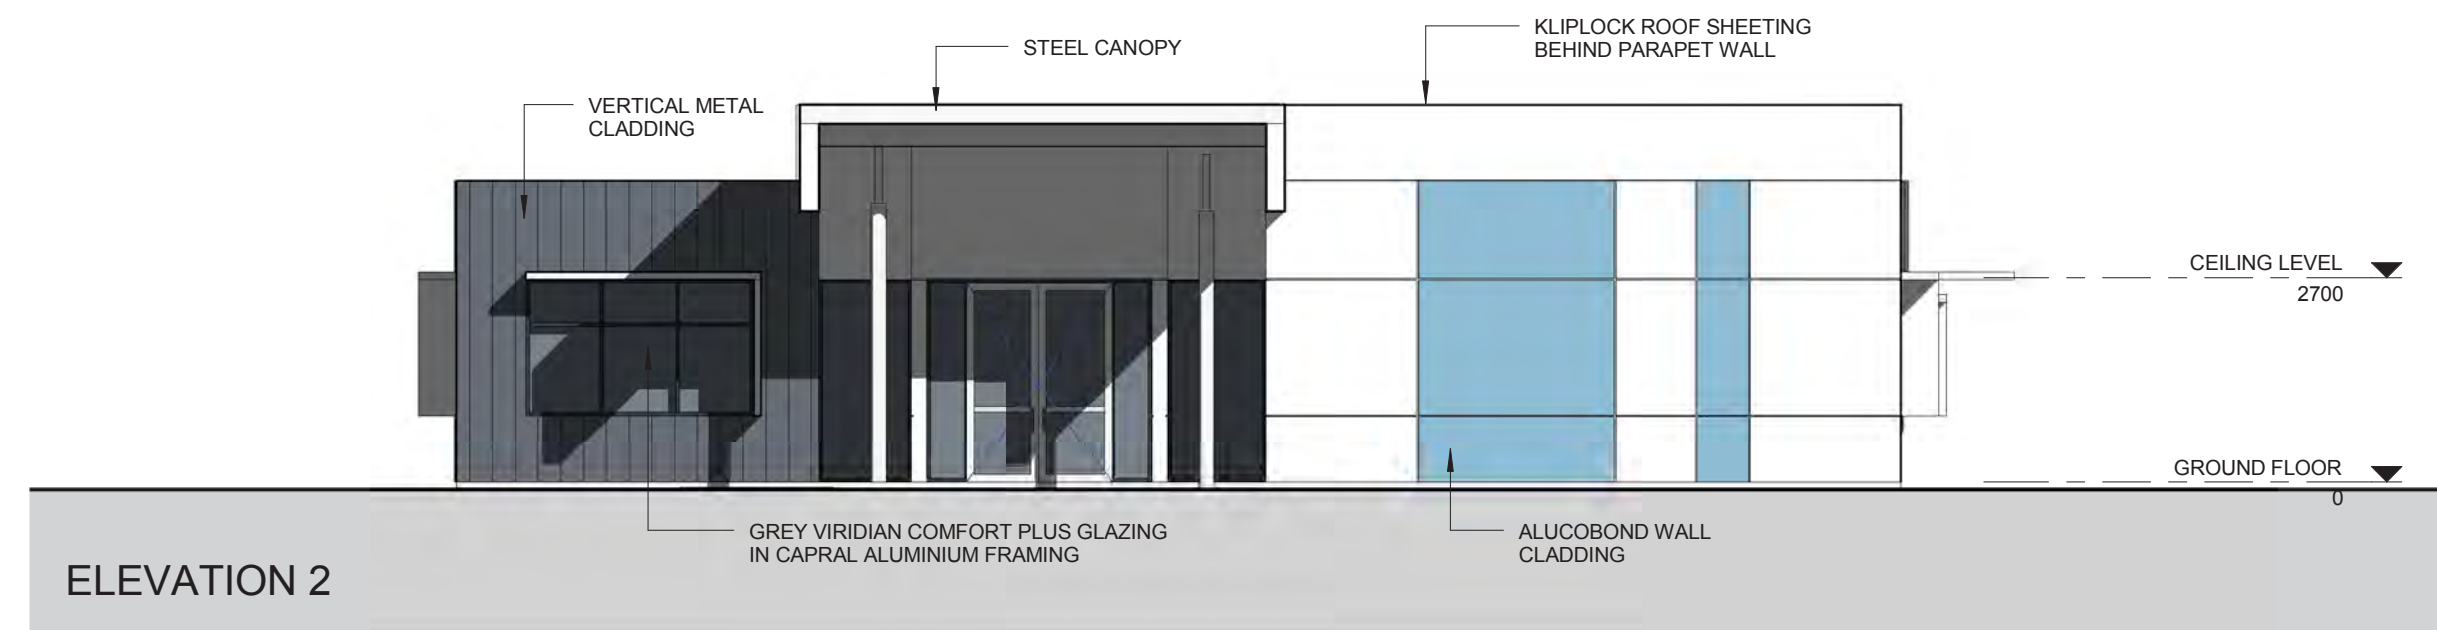 STEEL CANOPY
KLIPLOCK ROOF SHEETING
BEHIND PARAPET WALL
VERTICAL METAL
CLADDING
CEILING LEVEL
2700
GROUND FLOOR
0
GREY VIRIDIAN COMFORT PLUS GLAZING
IN CAPRAL ALUMINIUM FRAMING
ALUCOBOND WALL
CLADDING
ELEVATION 2